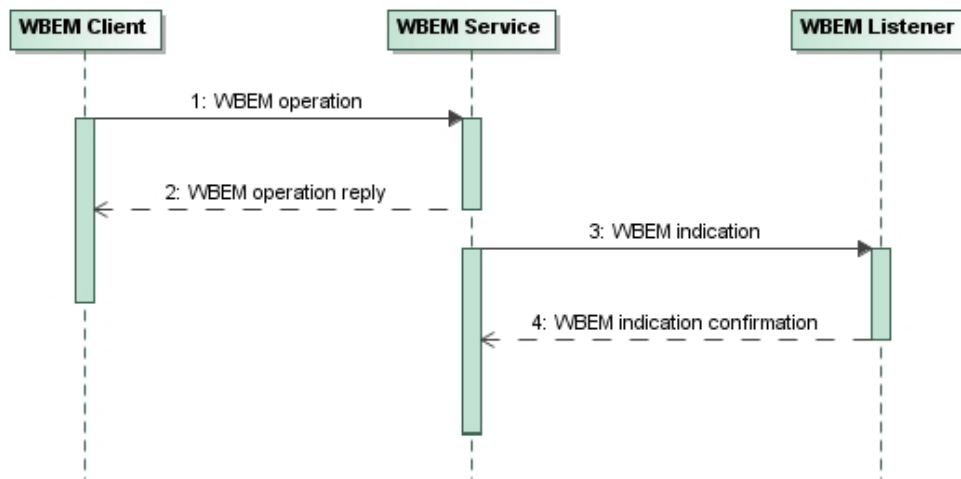 WBEM Client
WBEM Service
WBEM Listener
1: WBEM operation
2: WBEM operation reply
3: WBEM indication
4: WBEM indication confirmation